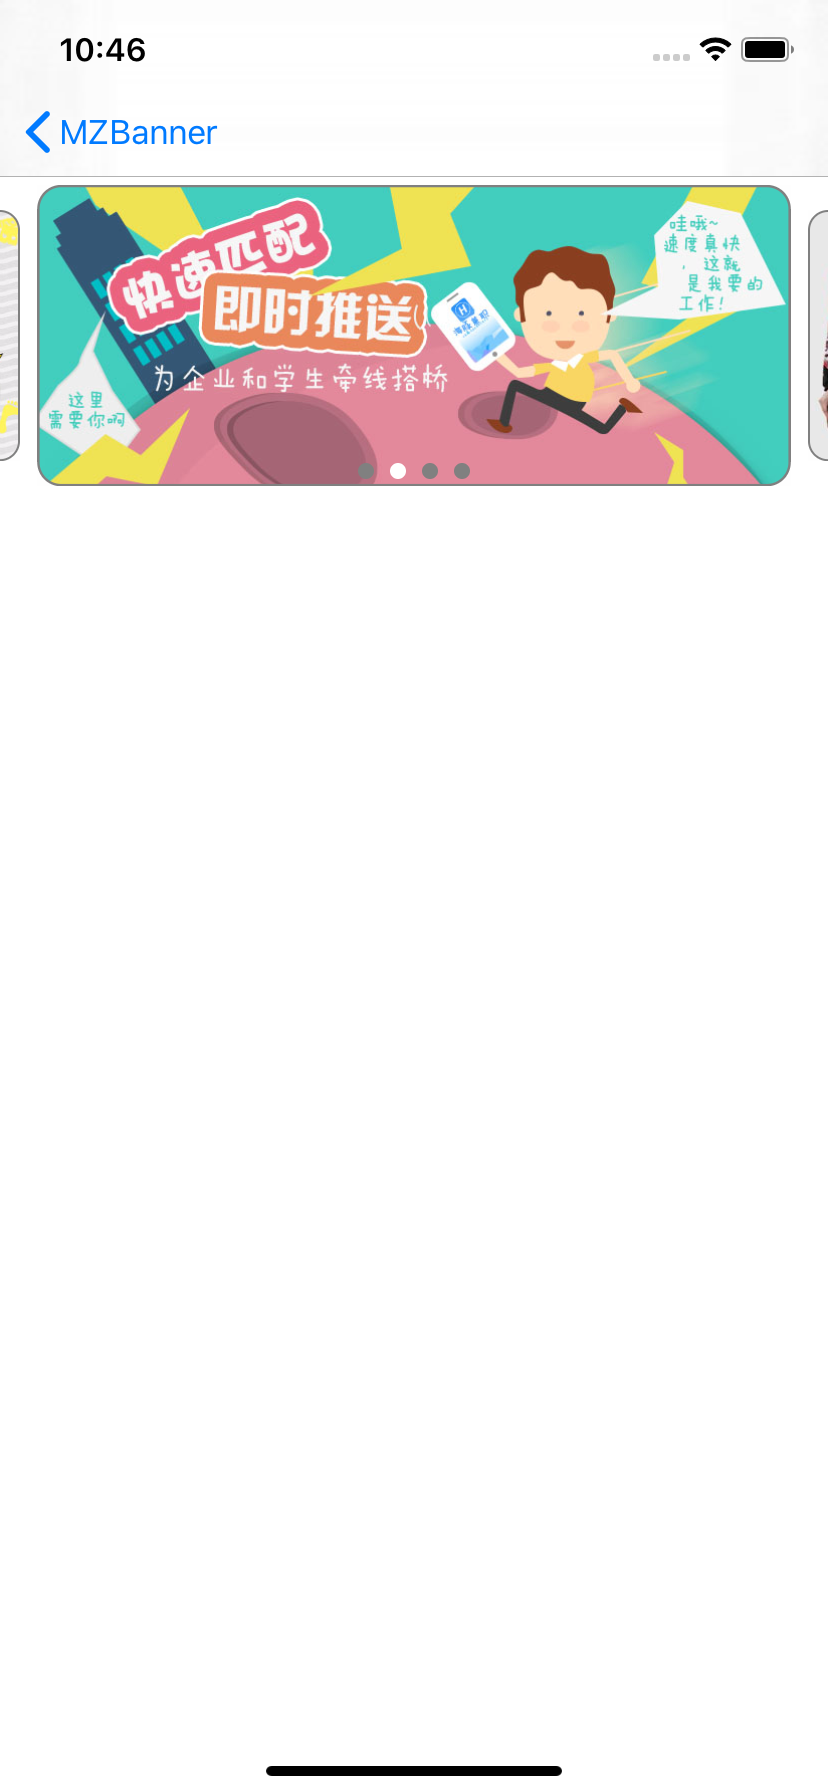 10:46
MZBanner
快速匹配
即时推送
为企业和学生牵线搭桥
哇哦~
速度真快
，这就
是我要的
工作！
这里
需要你啊